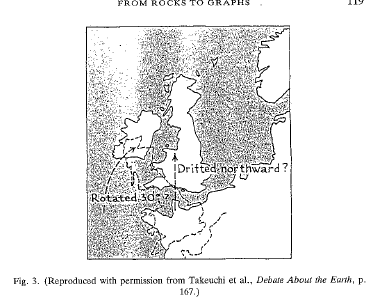 FROM ROCKS TO GRAPHS
119
Drifted northward?
Rotated 30°?
Fig. 3. (Reproduced with permission from Takeuchi et al., Debate About the Earth, p.
167.)